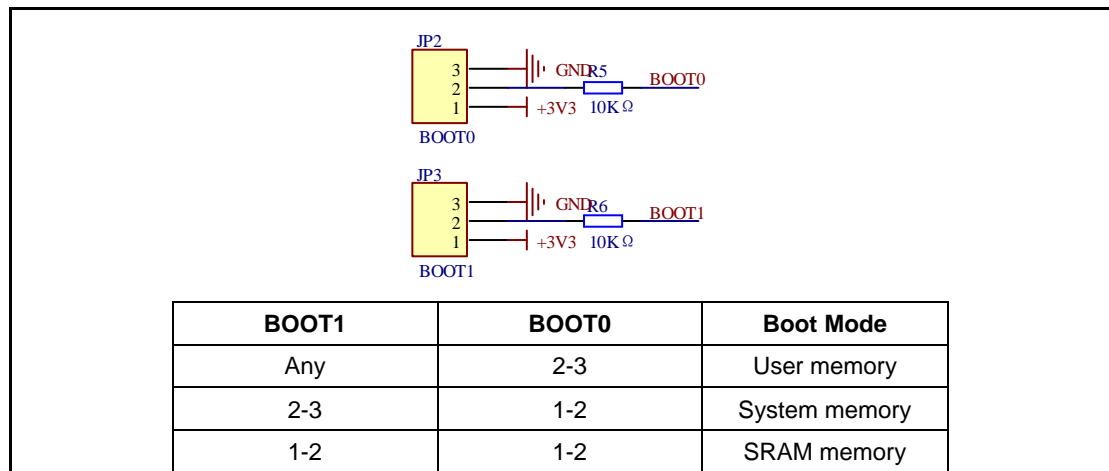 JP2
3 GND R5 BOOT0
2
1 +3V3 10KΩ
BOOT0
JP3
3 GND R6 BOOT1
2
1 +3V3 10KΩ
BOOT1
BOOT1 BOOT0 Boot Mode
Any 2-3 User memory
2-3 1-2 System memory
1-2 1-2 SRAM memory